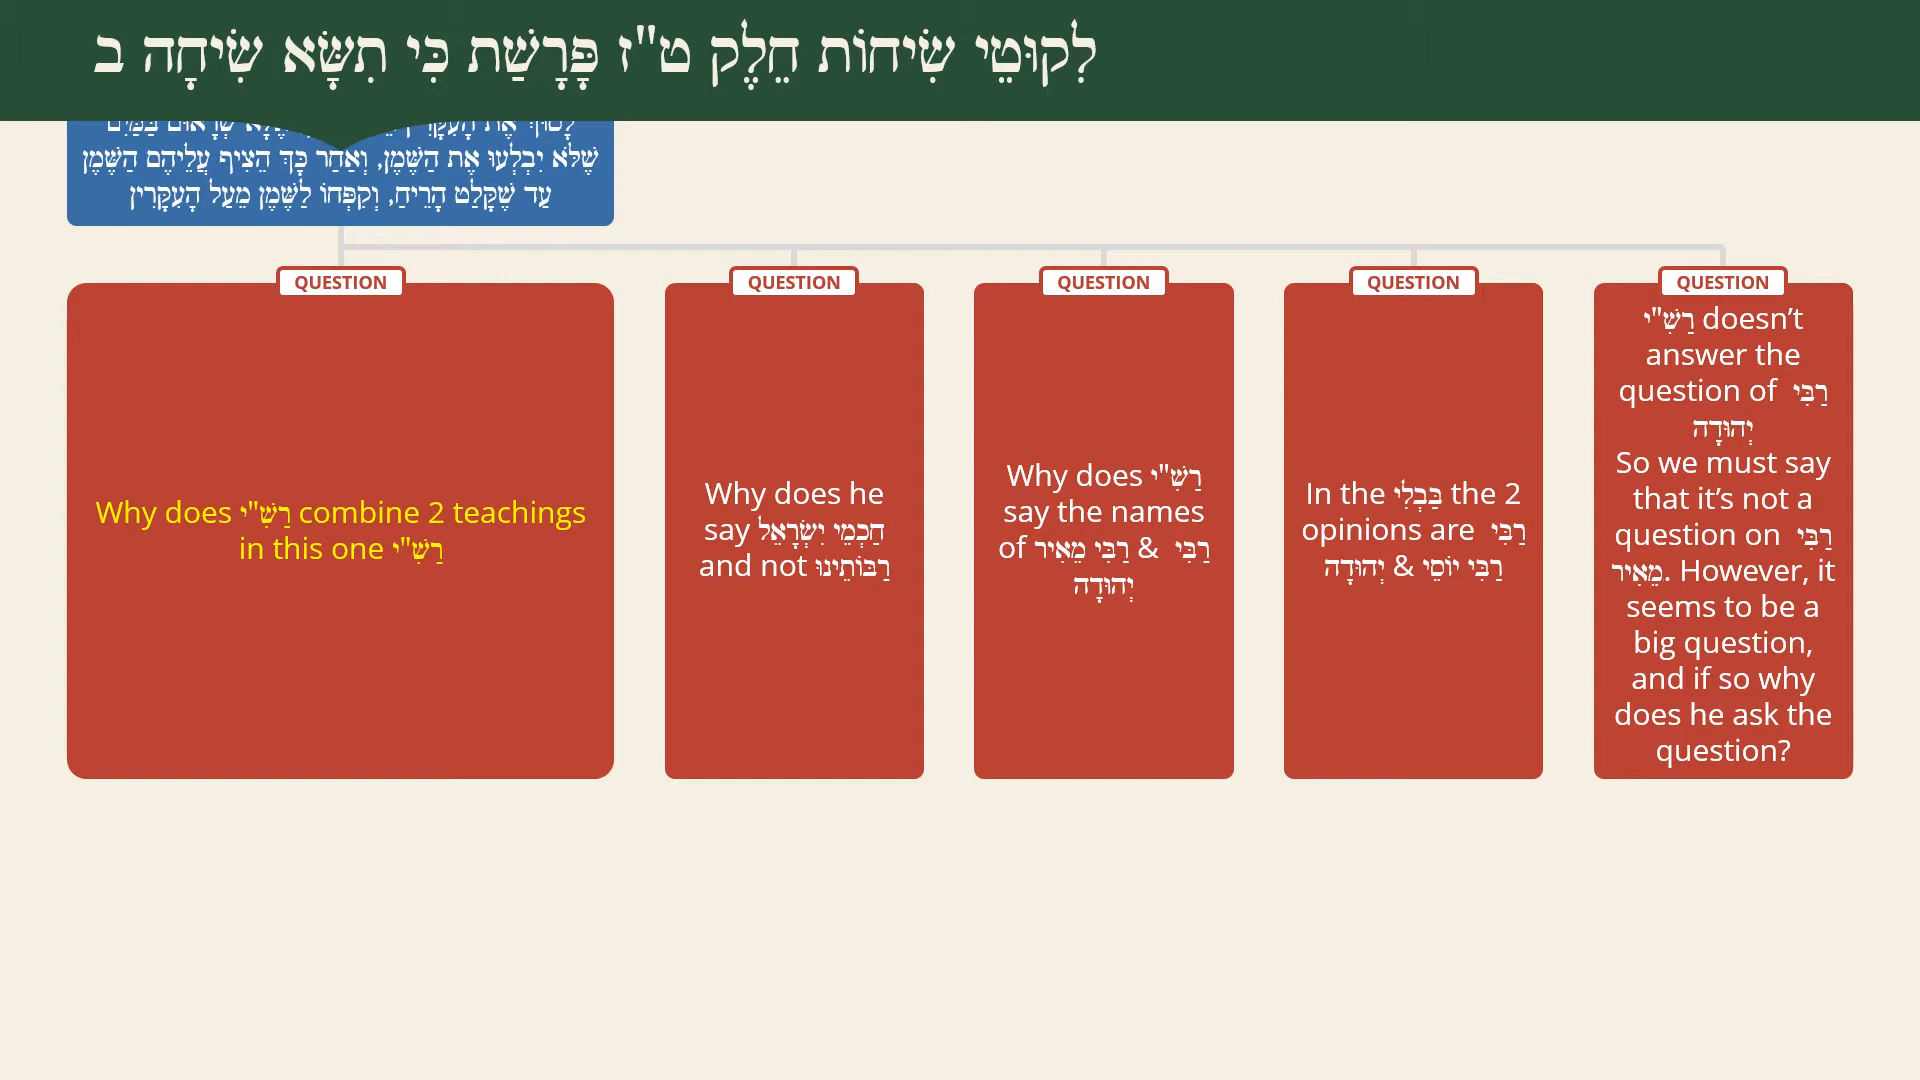 לִקּוּטֵי שִׂיחוֹת חֵלֶק ט"ז פָּרָשַׁת כִּי תִשָּׂא שִׂיחָה ב
שֶׁלֹּא יִבְלְעוּ אֶת הַשֶּׁמֶן, וְאַחַר כָּךְ הֵצִיף עֲלֵיהֶם הַשֶּׁמֶן
עַד שֶׁקָּלַט הָרֵיחַ, וְקִפְּחוֹ לַשֶּׁמֶן מֵעַל הָעִקָּרִין
QUESTION
Why does רַשִׁ"י combine 2 teachings
in this one רַשִׁ"י
QUESTION
Why does he
say חַכְמֵי יִשְׂרָאֵל
and not רַבּוֹתֵינוּ
QUESTION
Why does רַשִׁ"י
say the names
of רַבִּי מֵאִיר & רַבִּי
יְהוּדָה
QUESTION
In the בַּבְלִי the 2
opinions are רַבִּי
יְהוּדָה & רַבִּי יוֹסֵי
QUESTION
רַשִׁ"י doesn’t
answer the
question of רַבִּי
יְהוּדָה
So we must say
that it’s not a
question on רַבִּי
מֵאִיר. However, it
seems to be a
big question,
and if so why
does he ask the
question?